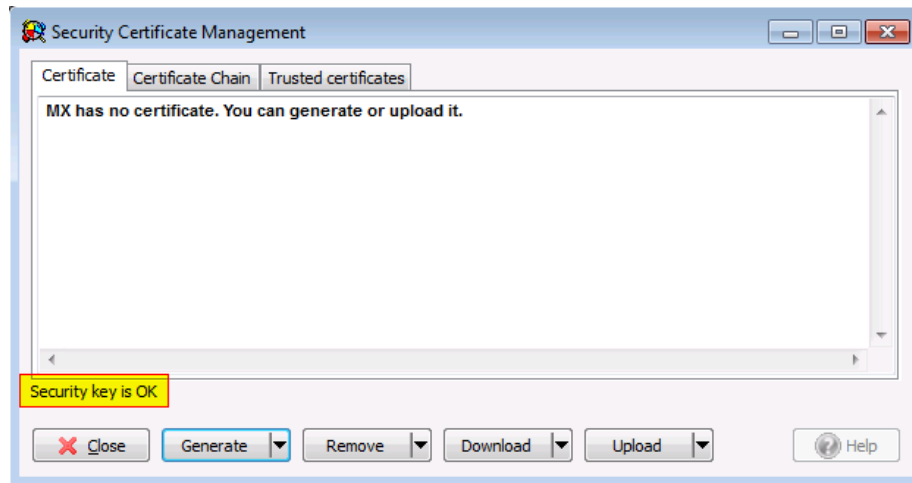 Security Certificate Management
Certificate Certificate Chain Trusted certificates
MX has no certificate. You can generate or upload it.
Security key is OK
Close Generate Remove Download Upload Help